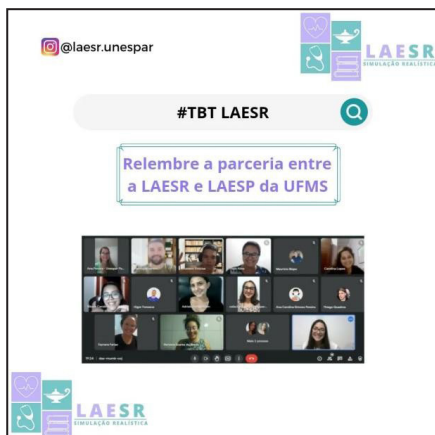 @laesr.unespar
LAESR
SIMULAÇÃO REALÍSTICA
#TBT LAESR
Relembre a parceria entre
a LAESR e LAESP da UFMS
LAESR
SIMULAÇÃO REALÍSTICA